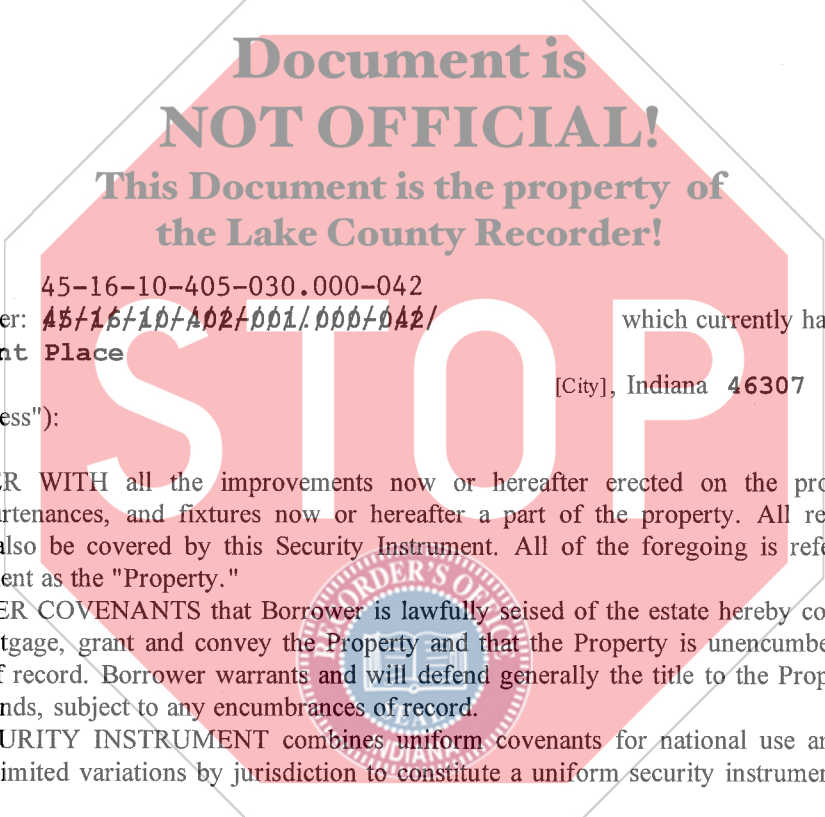 Document is
NOT OFFICIAL!
This Document is the property of
the Lake County Recorder!
45-16-10-405-030.000-042
er: 45/16/10/402/001/.000/042/ which currently ha
nt Place
[City], Indiana 46307
ess"):
STOP
ER WITH all the improvements now or hereafter erected on the pro
rtenances, and fixtures now or hereafter a part of the property. All re
also be covered by this Security Instrument. All of the foregoing is refe
ent as the "Property."
ER COVENANTS that Borrower is lawfully seised of the estate hereby co
tgage, grant and convey the Property and that the Property is unencumbe
f record. Borrower warrants and will defend generally the title to the Prop
nds, subject to any encumbrances of record.
URITY INSTRUMENT combines uniform covenants for national use an
imited variations by jurisdiction to constitute a uniform security instrumen
RECORDER'S OFFICE
SEAL
INDIANA